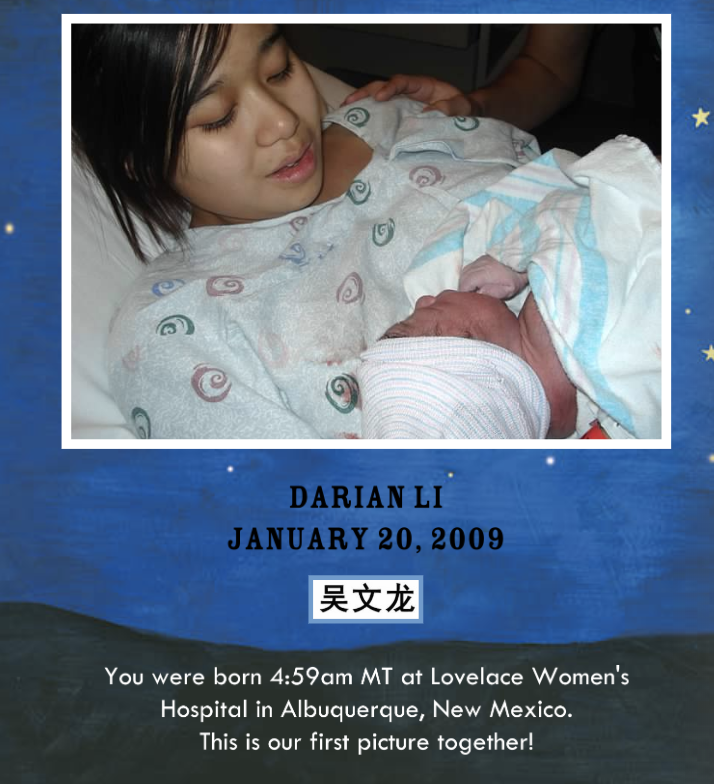 DARIAN LI
JANUARY 20, 2009
吴文龙
You were born 4:59am MT at Lovelace Women's
Hospital in Albuquerque, New Mexico.
This is our first picture together!